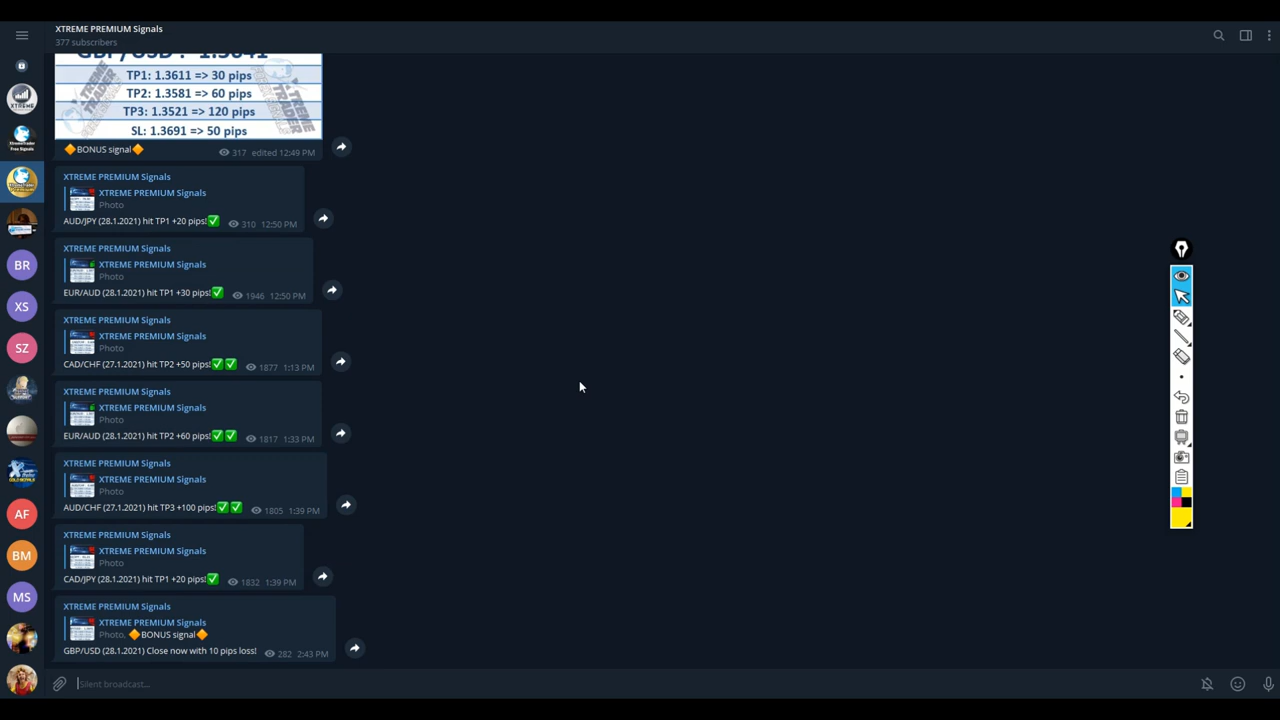 XTREME PREMIUM Signals
377 subscribers
GBP/USD : 1.3641
TP1: 1.3611 => 30 pips
TP2: 1.3581 => 60 pips
TP3: 1.3521 => 120 pips
SL: 1.3691 => 50 pips
🔶BONUS signal🔶
317 edited 12:49 PM
XTREME PREMIUM Signals
XTREME PREMIUM Signals
Photo
AUD/JPY (28.1.2021) hit TP1 +20 pips!✅
310 12:50 PM
XTREME PREMIUM Signals
XTREME PREMIUM Signals
Photo
EUR/AUD (28.1.2021) hit TP1 +30 pips!✅
1946 12:50 PM
XTREME PREMIUM Signals
XTREME PREMIUM Signals
Photo
CAD/CHF (27.1.2021) hit TP2 +50 pips!✅✅
1877 1:13 PM
XTREME PREMIUM Signals
XTREME PREMIUM Signals
Photo
EUR/AUD (28.1.2021) hit TP2 +60 pips!✅✅
1817 1:33 PM
XTREME PREMIUM Signals
XTREME PREMIUM Signals
Photo
AUD/CHF (27.1.2021) hit TP3 +100 pips!✅✅
1805 1:39 PM
XTREME PREMIUM Signals
XTREME PREMIUM Signals
Photo
CAD/JPY (28.1.2021) hit TP1 +20 pips!✅
1832 1:39 PM
XTREME PREMIUM Signals
XTREME PREMIUM Signals
Photo, 🔶BONUS signal🔶
GBP/USD (28.1.2021) Close now with 10 pips loss!
282 2:43 PM
Silent broadcast...
XTREME
BR
XS
SZ
AF
BM
MS